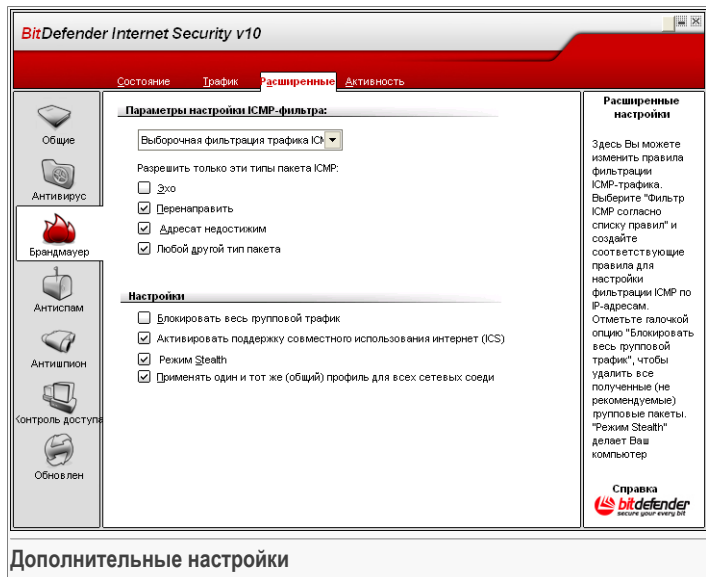 BitDefender Internet Security v10
Состояние Трафик Расширенные Активность
Общие
Антивирус
Брандмауер
Антиспам
Антишпион
Контроль доступа
Обновлен
Параметры настройки ICMP-фильтра:
Выборочная фильтрация трафика ICM
Разрешить только эти типы пакета ICMP:
Эхо
Перенаправить
Адресат недостижим
Любой другой тип пакета
Настройки
Блокировать весь групповой трафик
Активировать поддержку совместного использования интернет (ICS)
Режим Stealth
Применять один и тот же (общий) профиль для всех сетевых соеди
Расширенные
настройки
Здесь Вы можете
изменить правила
фильтрации
ICMP-трафика.
Выберите "Фильтр
ICMP согласно
списку правил" и
создайте
соответствующие
правила для
настройки
фильтрации ICMP по
IP-адресам.
Отметьте галочкой
опцию "Блокировать
весь групповой
трафик", чтобы
удалить все
полученные (не
рекомендуемые)
групповые пакеты.
"Режим Stealth"
делает Ваш
компьютер
Справка
bitdefender
secure your every bit
Дополнительные настройки